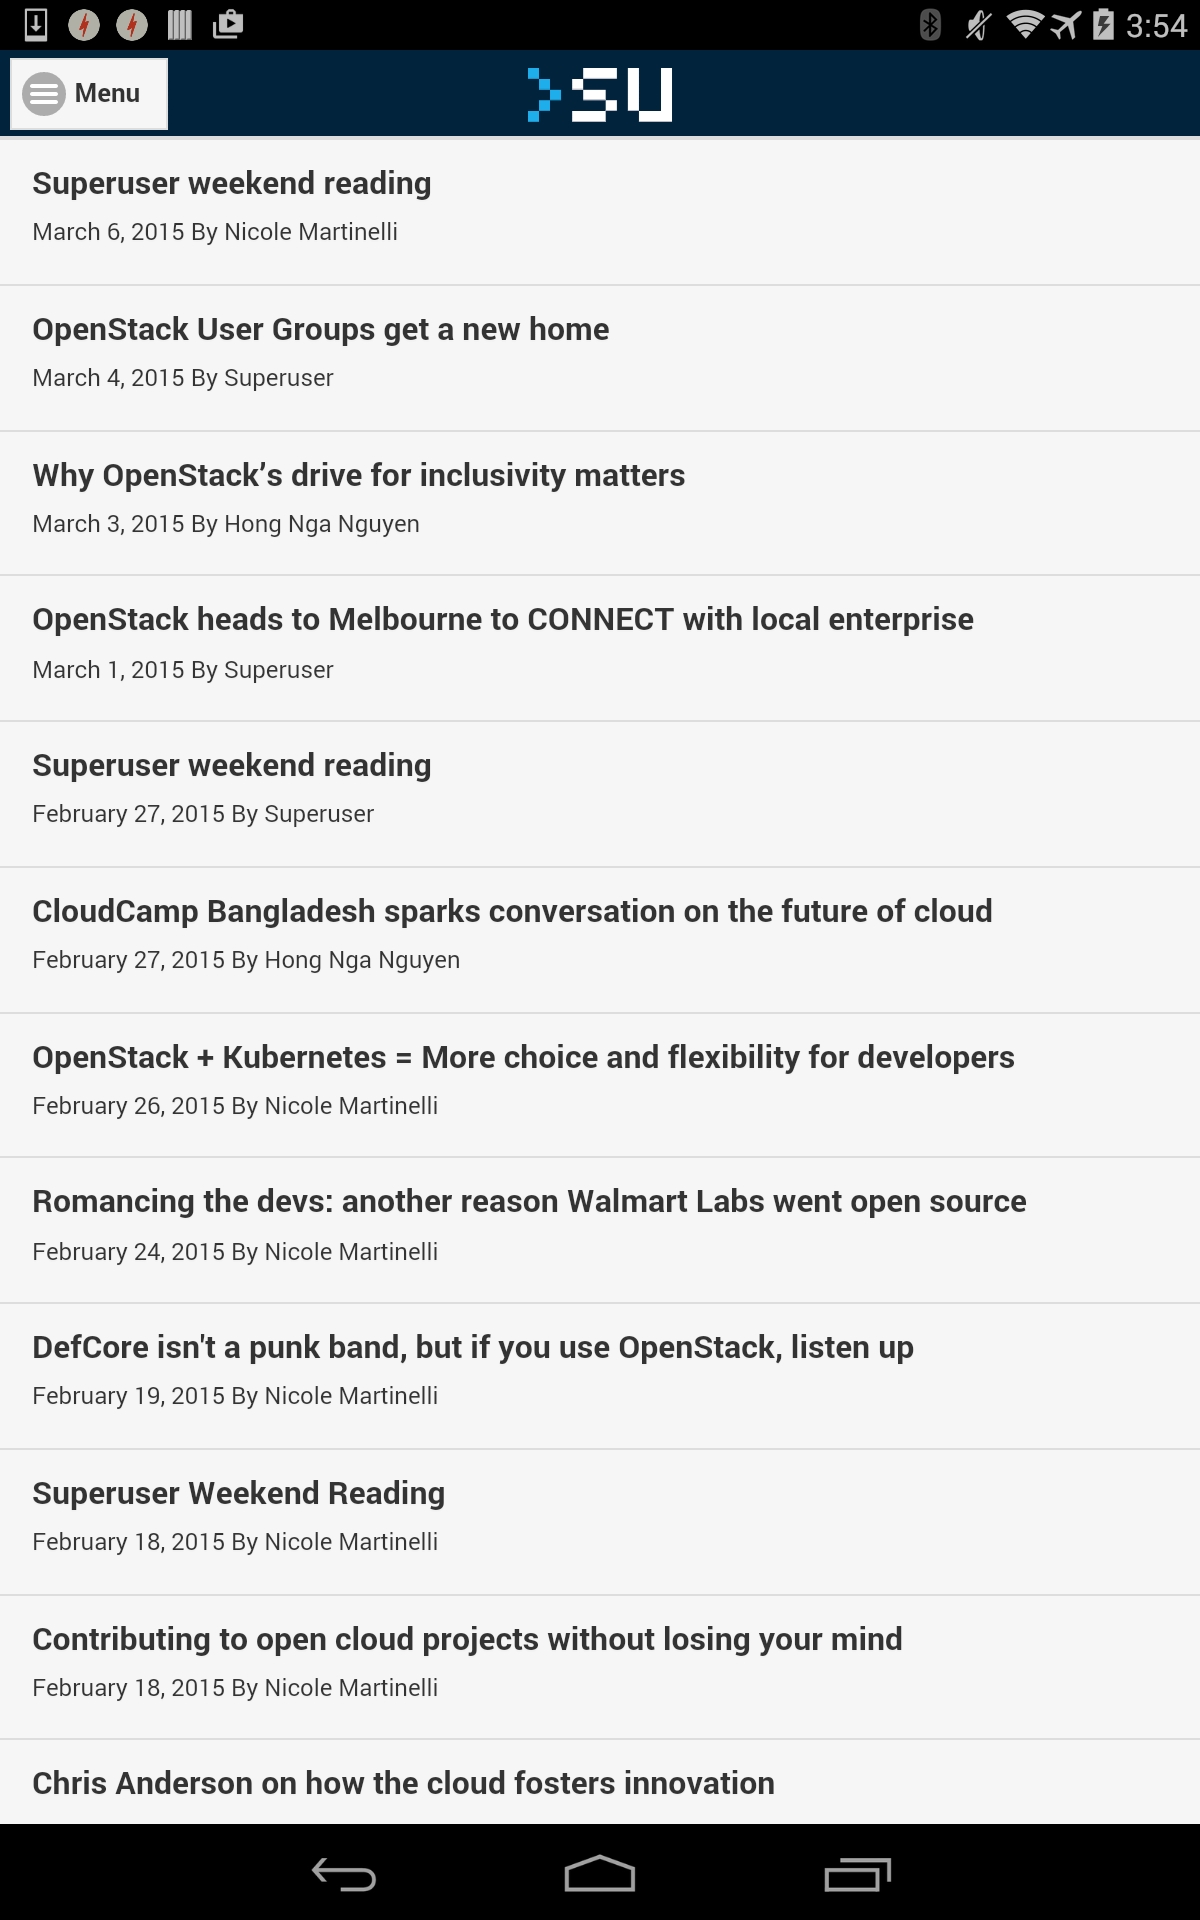 3:54
Menu
>SU
Superuser weekend reading
March 6, 2015 By Nicole Martinelli
OpenStack User Groups get a new home
March 4, 2015 By Superuser
Why OpenStack’s drive for inclusivity matters
March 3, 2015 By Hong Nga Nguyen
OpenStack heads to Melbourne to CONNECT with local enterprise
March 1, 2015 By Superuser
Superuser weekend reading
February 27, 2015 By Superuser
CloudCamp Bangladesh sparks conversation on the future of cloud
February 27, 2015 By Hong Nga Nguyen
OpenStack + Kubernetes = More choice and flexibility for developers
February 26, 2015 By Nicole Martinelli
Romancing the devs: another reason Walmart Labs went open source
February 24, 2015 By Nicole Martinelli
DefCore isn't a punk band, but if you use OpenStack, listen up
February 19, 2015 By Nicole Martinelli
Superuser Weekend Reading
February 18, 2015 By Nicole Martinelli
Contributing to open cloud projects without losing your mind
February 18, 2015 By Nicole Martinelli
Chris Anderson on how the cloud fosters innovation